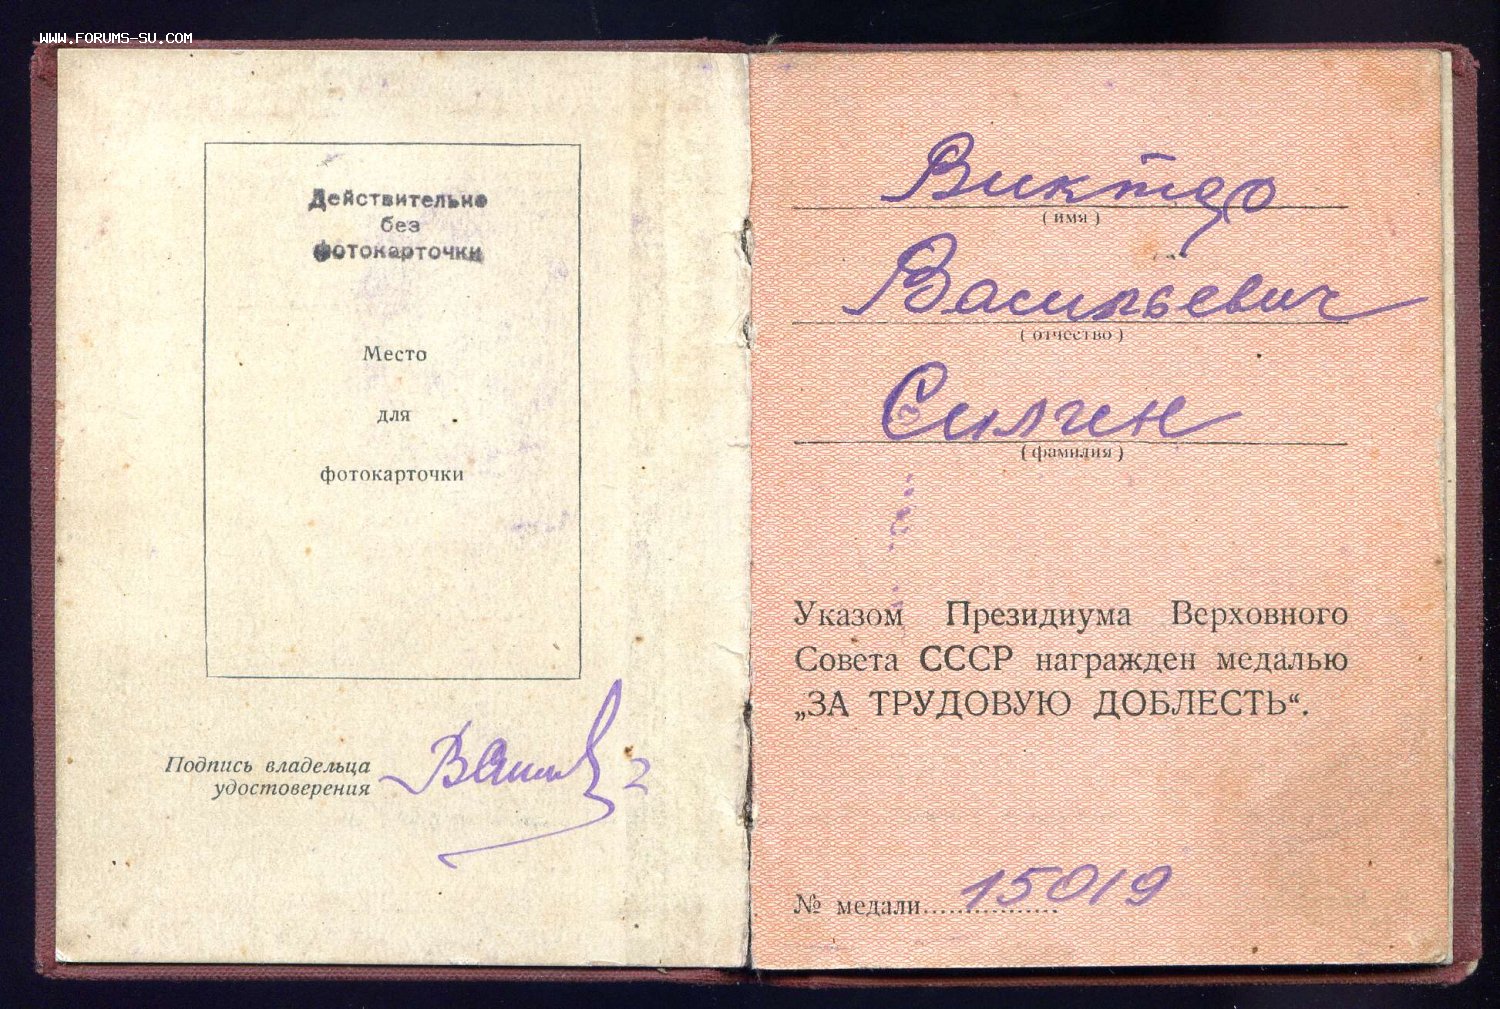 WWW.FORUMS-SU.COM
Действительно
без
фотокарточки
Место
для
фотокарточки
Подпись владельца
удостоверения
Виктор
(имя)
Васильевич
(отчество)
(фамилия)
Указом Президиума Верховного
Совета СССР награжден медалью
„ЗА ТРУДОВУЮ ДОБЛЕСТЬ“.
№ медали 15019